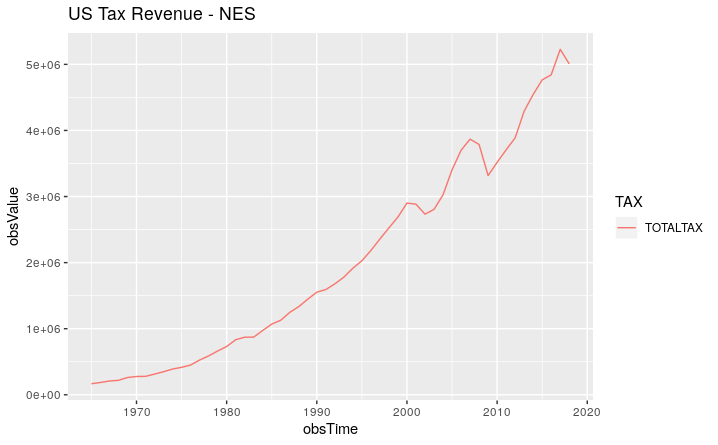 US Tax Revenue - NES
5e+06
4e+06
3e+06
2e+06
1e+06
0e+00
obsValue
1970 1980 1990 2000 2010 2020
obsTime
TAX
TOTALTAX